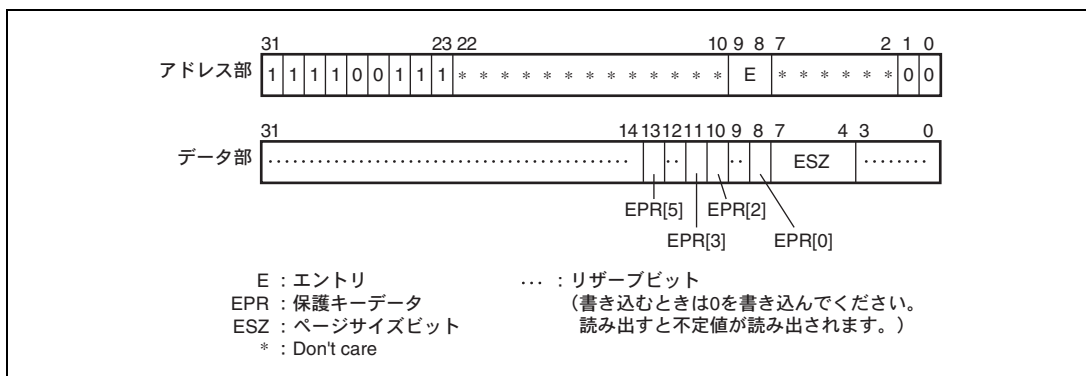 31 23 22 10 9 8 7 2 1 0
アドレス部 1 1 1 1 0 0 1 1 1 * * * * * * * * * * * * * E * * * * * * 0 0
31 14 13 12 11 10 9 8 7 4 3 0
データ部 ······································· ·· ·· ESZ ········
EPR[5] EPR[2]
EPR[3] EPR[0]
E : エントリ
EPR : 保護キーデータ
ESZ : ページサイズビット
* : Don't care
··· : リザーブビット
（書き込むときは0を書き込んでください。
読み出すと不定値が読み出されます。）